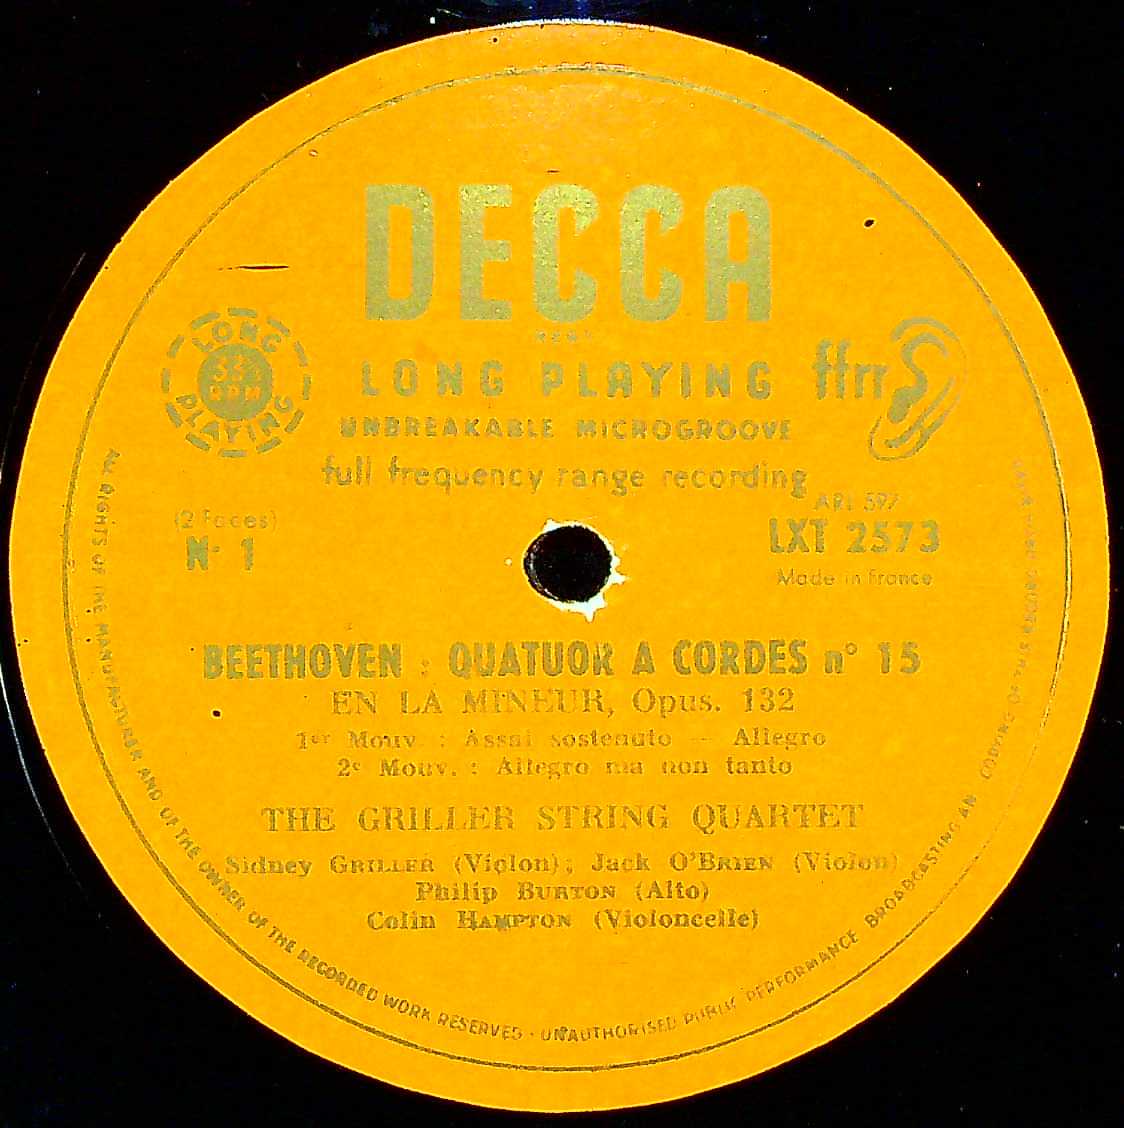 DECCA
LONG PLAYING
33⅓ RPM
LONG PLAYING
ffrr
UNBREAKABLE MICROGROOVE
full frequency range recording
(2 Faces)
N° 1
ARL 597
LXT 2573
Made in France
BEETHOVEN : QUATUOR A CORDES n° 15
EN LA MINEUR, Opus. 132
1er Mouv. : Assai sostenuto — Allegro
2e Mouv. : Allegro ma non tanto
THE GRILLER STRING QUARTET
Sidney GRILLER (Violon); Jack O'BRIEN (Violon)
Philip BURTON (Alto)
Colin HAMPTON (Violoncelle)
ALL RIGHTS OF THE MANUFACTURER AND OF THE OWNER OF THE RECORDED WORK RESERVED · UNAUTHORISED PUBLIC PERFORMANCE BROADCASTING AN COPYING OF